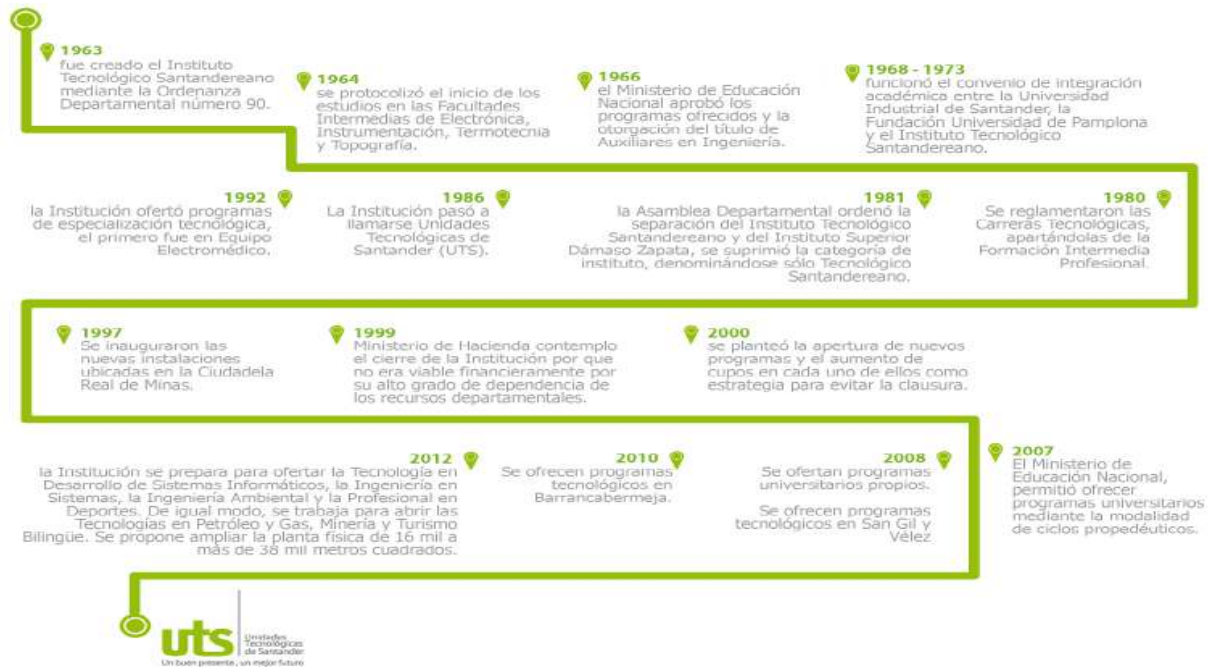 1963
fue creado el Instituto
Tecnológico Santandereano
mediante la Ordenanza
Departamental número 90.
1964
se protocolizó el inicio de los
estudios en las Facultades
Intermedias de Electrónica,
Instrumentación, Termotecnia
y Topografía.
1966
el Ministerio de Educación
Nacional aprobó los
programas ofrecidos y la
otorgación del título de
Auxiliares en Ingeniería.
1968 - 1973
funcionó el convenio de integración
académica entre la Universidad
Industrial de Santander, la
Fundación Universidad de Pamplona
y el Instituto Tecnológico
Santandereano.
1980
Se reglamentaron las
Carreras Tecnológicas,
apartándolas de la
Formación Intermedia
Profesional.
1981
la Asamblea Departamental ordenó la
separación del Instituto Tecnológico
Santandereano y del Instituto Superior
Dámaso Zapata, se suprimió la categoría de
instituto, denominándose sólo Tecnológico
Santandereano.
1986
La Institución pasó a
llamarse Unidades
Tecnológicas de
Santander (UTS).
1992
la Institución ofertó programas
de especialización tecnológica,
el primero fue en Equipo
Electromédico.
1997
Se inauguraron las
nuevas instalaciones
ubicadas en la Ciudadela
Real de Minas.
1999
Ministerio de Hacienda contemplo
el cierre de la Institución por que
no era viable financieramente por
su alto grado de dependencia de
los recursos departamentales.
2000
se planteó la apertura de nuevos
programas y el aumento de
cupos en cada uno de ellos como
estrategia para evitar la clausura.
2007
El Ministerio de
Educación Nacional,
permitió ofrecer
programas universitarios
mediante la modalidad
de ciclos propedéuticos.
2008
Se ofertan programas
universitarios propios.
Se ofrecen programas
tecnológicos en San Gil y
Vélez
2010
Se ofrecen programas
tecnológicos en
Barrancabermeja.
2012
la Institución se prepara para ofertar la Tecnología en
Desarrollo de Sistemas Informáticos, la Ingeniería en
Sistemas, la Ingeniería Ambiental y la Profesional en
Deportes. De igual modo, se trabaja para abrir las
Tecnologías en Petróleo y Gas, Minería y Turismo
Bilingüe. Se propone ampliar la planta física de 16 mil a
más de 38 mil metros cuadrados.
uts
Unidades
Tecnológicas
de Santander
Un buen presente, un mejor futuro